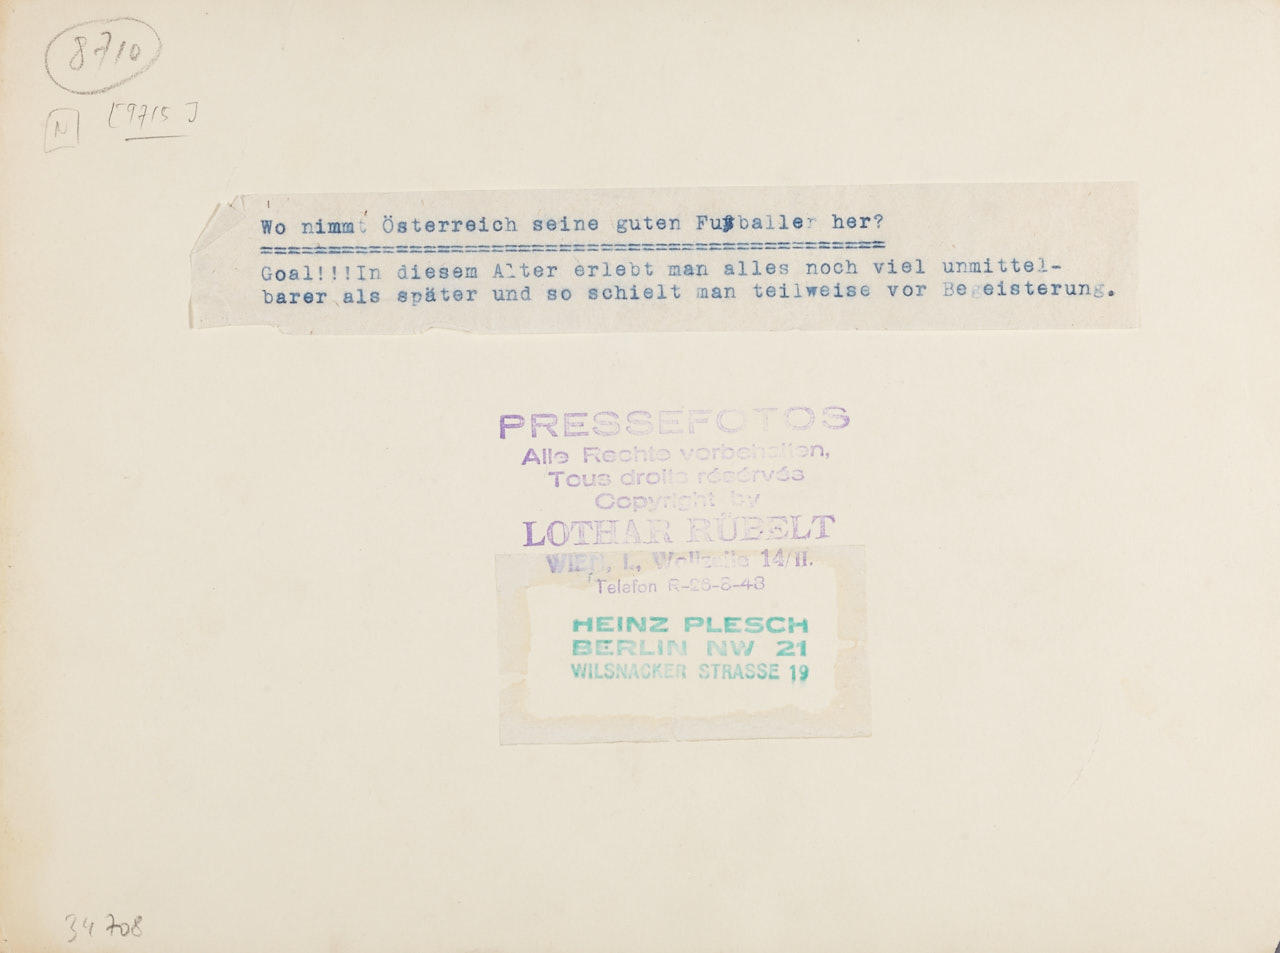 8710
N [9715]
Wo nimmt Österreich seine guten Fußballer her?
Goal!!!In diesem Alter erlebt man alles noch viel unmittel-
barer als später und so schielt man teilweise vor Begeisterung.
PRESSEFOTOS
Alle Rechte vorbehalten,
Tous droits résérvés
Copyright by
LOTHAR RÜBELT
WIEN, I., Wollzeile 14/II.
Telefon R-26-8-48
HEINZ PLESCH
BERLIN NW 21
WILSNACKER STRASSE 19
34708